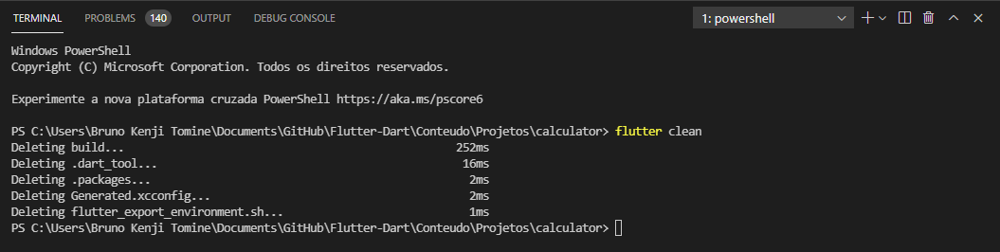 TERMINAL PROBLEMS 140 OUTPUT DEBUG CONSOLE 1: powershell
Windows PowerShell
Copyright (C) Microsoft Corporation. Todos os direitos reservados.
Experimente a nova plataforma cruzada PowerShell https://aka.ms/pscore6
PS C:\Users\Bruno Kenji Tomine\Documents\GitHub\Flutter-Dart\Conteudo\Projetos\calculator> flutter clean
Deleting build... 252ms
Deleting .dart_tool... 16ms
Deleting .packages... 2ms
Deleting Generated.xcconfig... 2ms
Deleting flutter_export_environment.sh... 1ms
PS C:\Users\Bruno Kenji Tomine\Documents\GitHub\Flutter-Dart\Conteudo\Projetos\calculator>